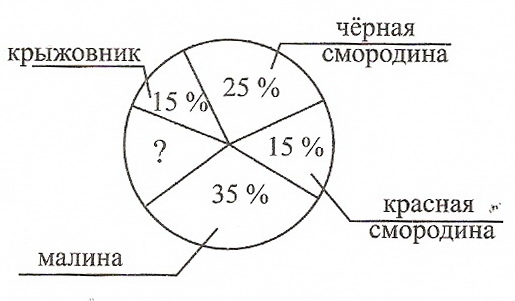 чёрная
смородина
крыжовник
25 %
15 %
?
15 %
35 %
красная
смородина
малина